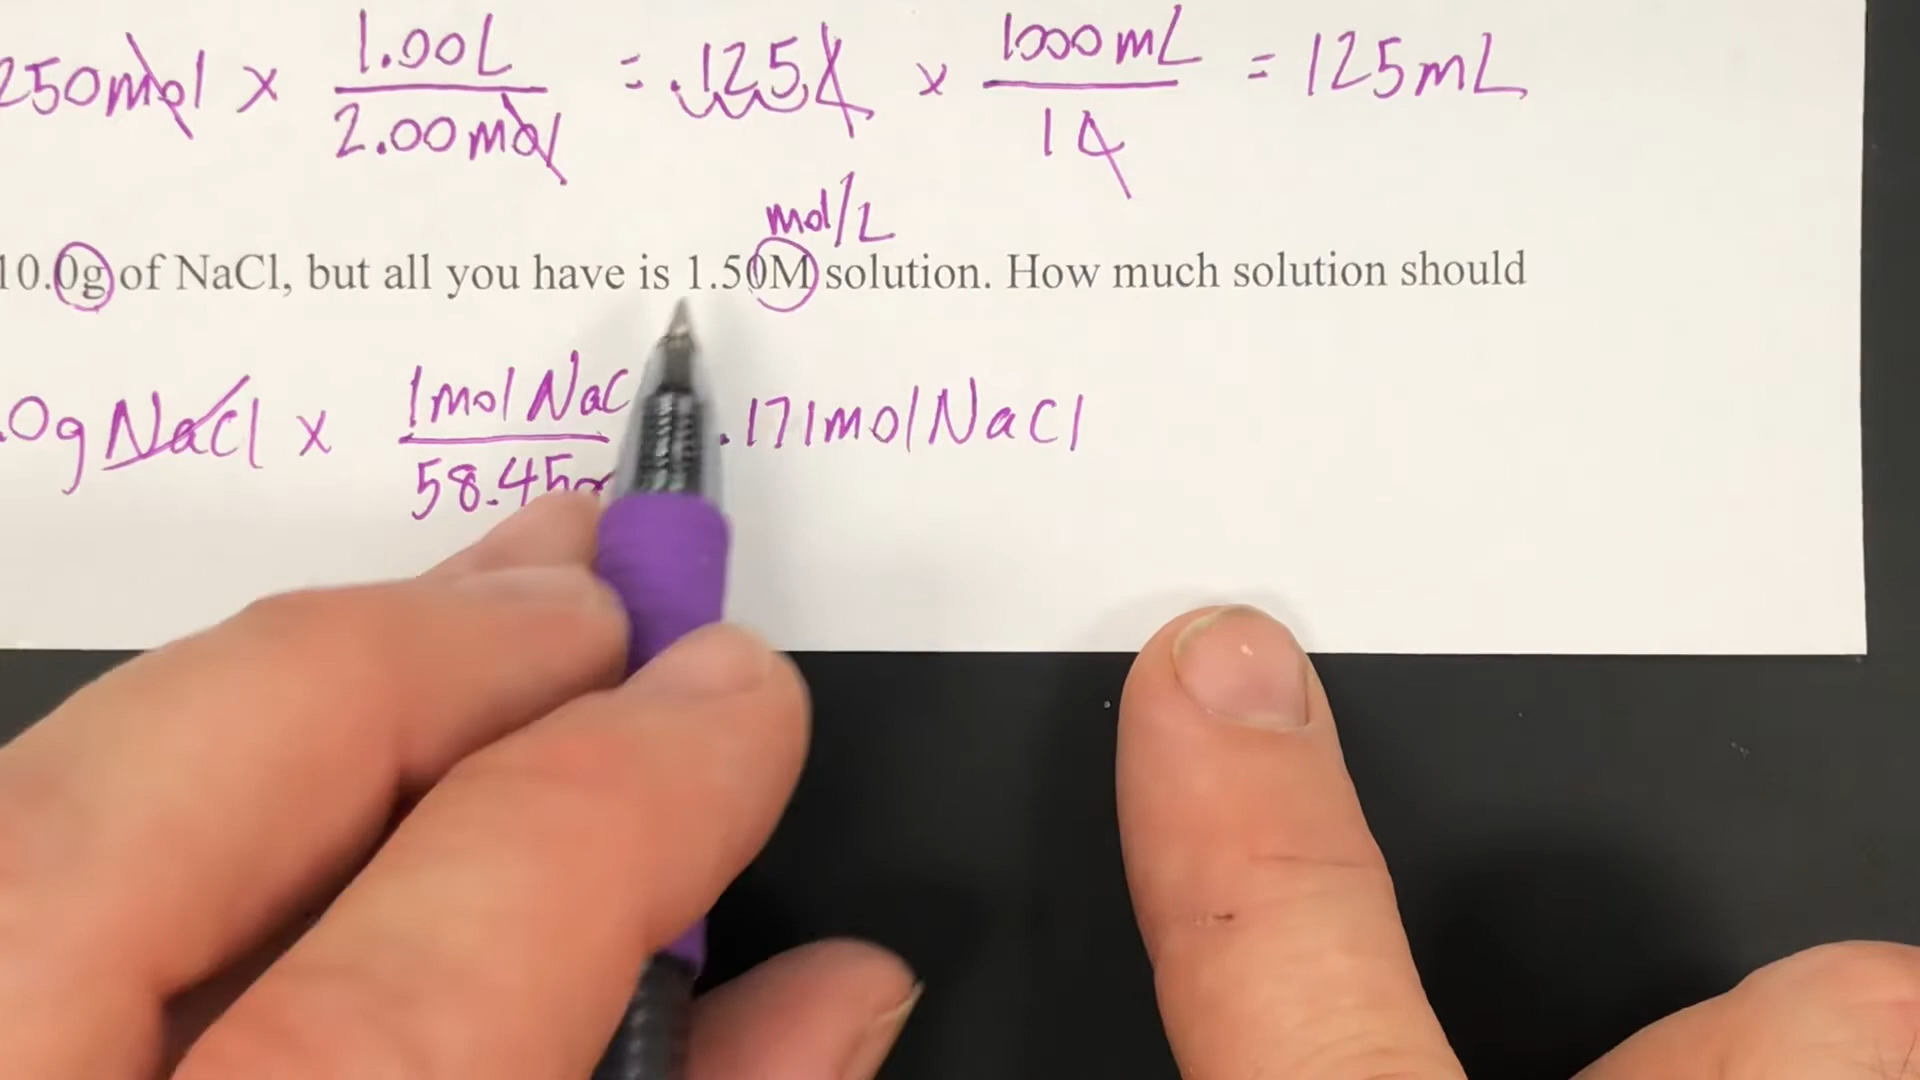 250mol x 1.00L / 2.00mol = .125L x 1000mL / 1L = 125mL
mol/L
10.0g of NaCl, but all you have is 1.50M solution. How much solution should
.0g NaCl x 1mol NaC / 58.45g .171mol NaCl